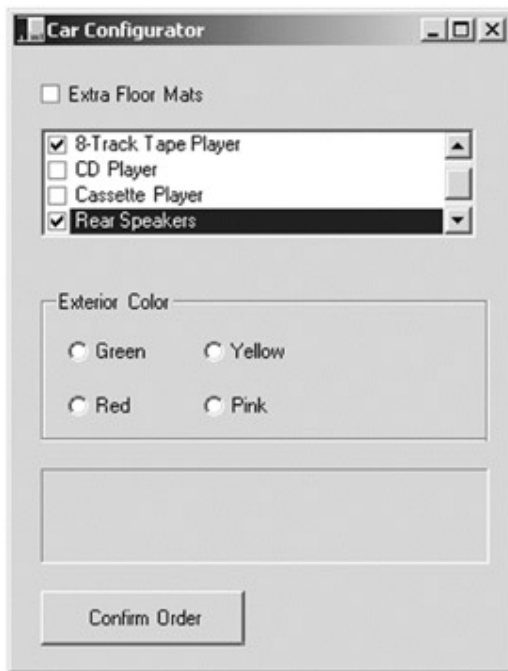 Car Configurator
Extra Floor Mats
8-Track Tape Player
CD Player
Cassette Player
Rear Speakers
Exterior Color
Green Yellow
Red Pink
Confirm Order